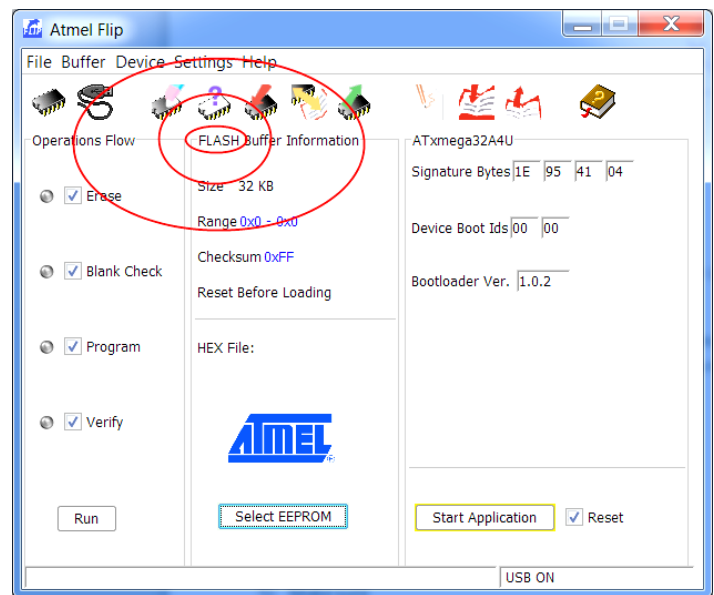 Atmel Flip
File Buffer Device Settings Help
Operations Flow
Erase
Blank Check
Program
Verify
Run
FLASH Buffer Information
Size 32 KB
Range 0x0 - 0x0
Checksum 0xFF
Reset Before Loading
HEX File:
ATMEL
Select EEPROM
ATxmega32A4U
Signature Bytes 1E 95 41 04
Device Boot Ids 00 00
Bootloader Ver. 1.0.2
Start Application
Reset
USB ON